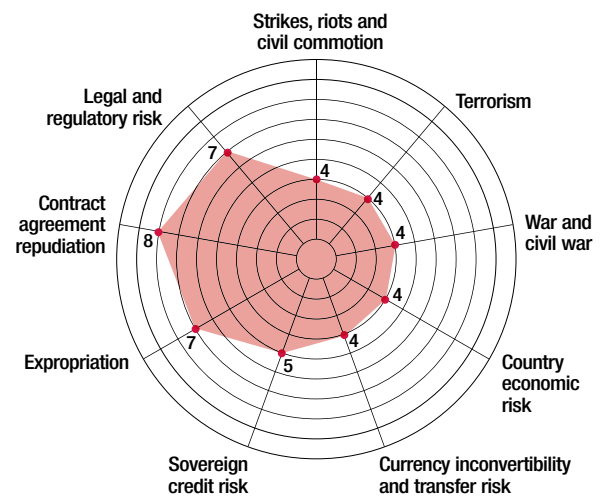 Strikes, riots and
civil commotion
Terrorism
Legal and
regulatory risk
7
4
4
Contract
agreement
repudiation
8
4
War and
civil war
4
7
4
5
Expropriation
Country
economic
risk
Sovereign
credit risk
Currency inconvertibility
and transfer risk